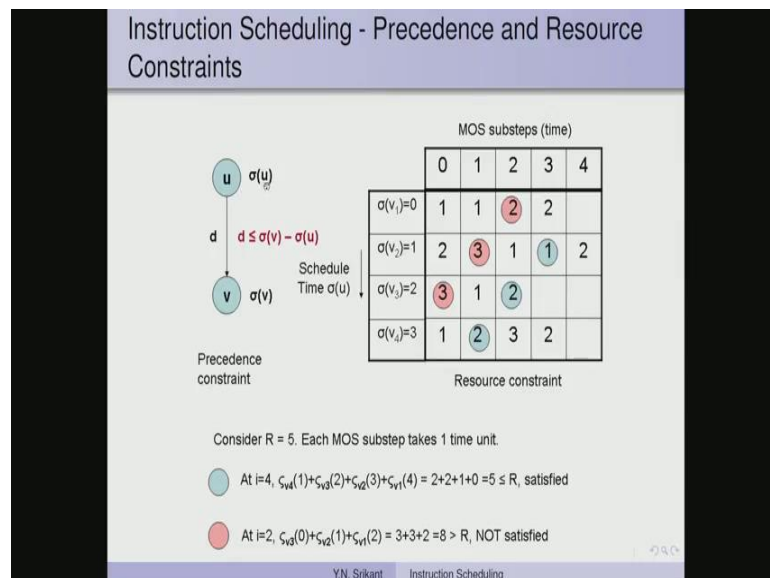 Instruction Scheduling - Precedence and Resource
Constraints
MOS substeps (time)
0 1 2 3 4
u σ(u)
σ(v₁)=0 1 1 2 2
d d ≤ σ(v) – σ(u)
σ(v₂)=1 2 3 1 1 2
Schedule
Time σ(u)
v σ(v)
σ(v₃)=2 3 1 2
σ(v₄)=3 1 2 3 2
Precedence
constraint
Resource constraint
Consider R = 5. Each MOS substep takes 1 time unit.
At i=4, ςv4(1)+ςv3(2)+ςv2(3)+ςv1(4) = 2+2+1+0 =5 ≤ R, satisfied
At i=2, ςv3(0)+ςv2(1)+ςv1(2) = 3+3+2 =8 > R, NOT satisfied
Y.N. Srikant Instruction Scheduling